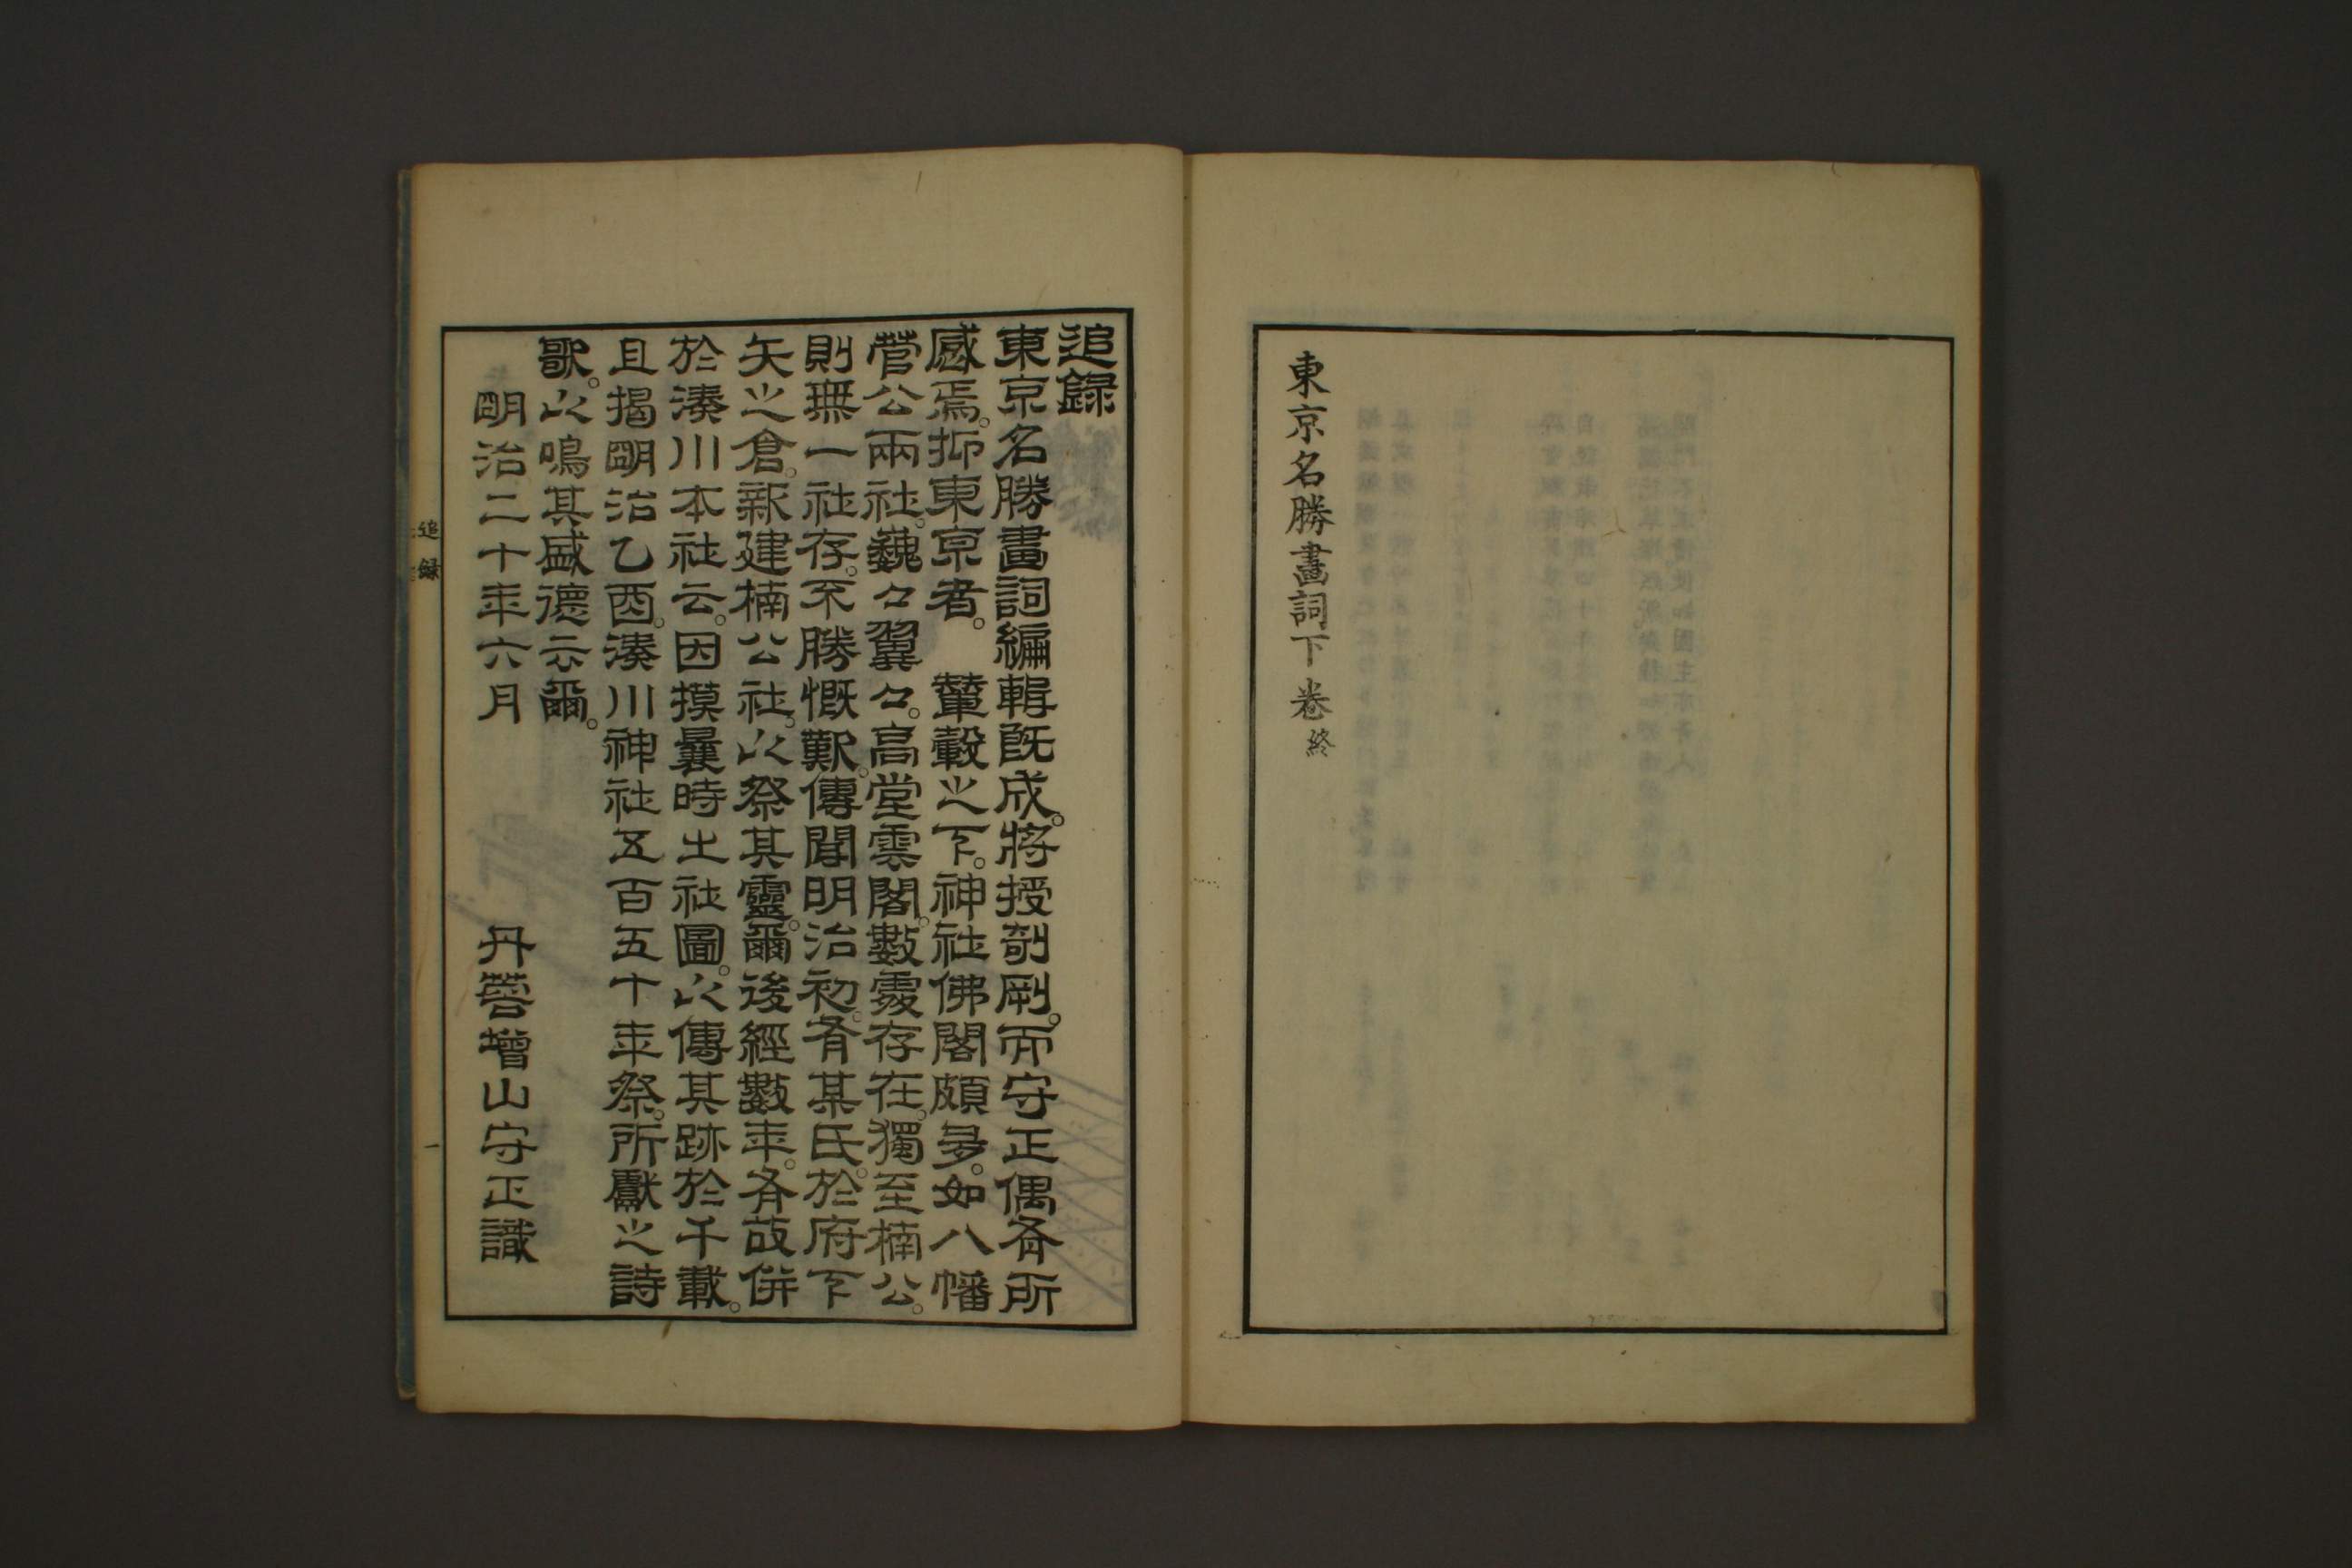 東京名勝畫詞下卷終
追録
東京名勝畫詞編輯既成。將授剞劂。而守正偶有所
感焉。抑東京者。　輦轂之下。神社佛閣頗多。如八幡
菅公兩社。巍々翼々。高堂雲閣。數處存在。獨至楠公。
則無一社存。不勝慨歎。傳聞明治初。有某氏。於府下
矢之倉。新建楠公社。以祭其靈。爾後經數年。有故併
於湊川本社云。因摸曩時之社圖。以傳其跡於千載。
且揭明治乙酉。湊川神社五百五十年祭。所獻之詩
歌。以鳴其盛德示爾。
明治二十年六月　　　　丹䓕增山守正識
追録
一